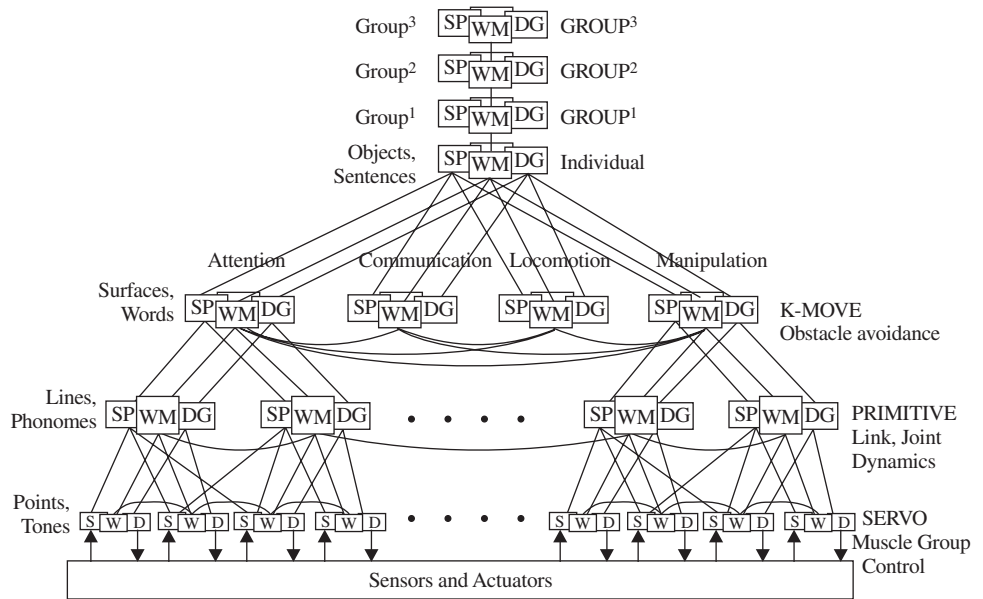 Group³ SP WM DG GROUP³
Group² SP WM DG GROUP²
Group¹ SP WM DG GROUP¹
Objects,
Sentences
SP WM DG Individual
Attention Communication Locomotion Manipulation
Surfaces,
Words
SP WM DG SP WM DG SP WM DG SP WM DG
K-MOVE
Obstacle avoidance
Lines,
Phonomes
SP WM DG SP WM DG • • • • SP WM DG SP WM DG
PRIMITIVE
Link, Joint
Dynamics
Points,
Tones
S W D S W D S W D S W D • • • • S W D S W D S W D S W D
SERVO
Muscle Group
Control
Sensors and Actuators